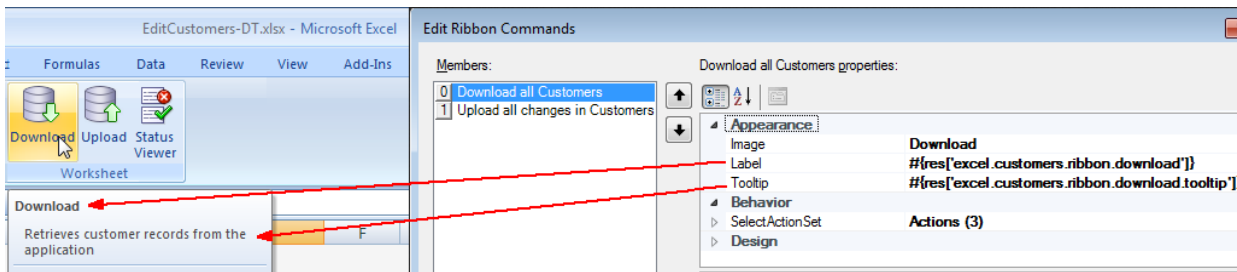 EditCustomers-DT.xlsx - Microsoft Excel
Formulas Data Review View Add-Ins
Download Upload Status Viewer
Worksheet
Download
Retrieves customer records from the
application
F
Edit Ribbon Commands
Members:
0 Download all Customers
1 Upload all changes in Customers
Download all Customers properties:
Appearance
Image Download
Label #{res['excel.customers.ribbon.download']}
Tooltip #{res['excel.customers.ribbon.download.tooltip']
Behavior
SelectActionSet Actions (3)
Design